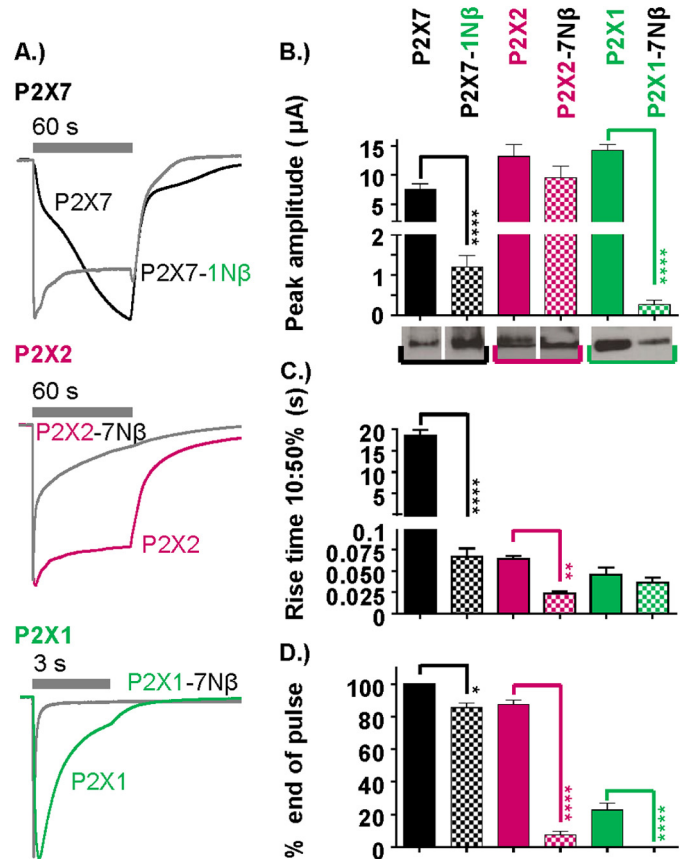 A.)
P2X7
60 s
P2X7
P2X7-1Nβ
P2X2
60 s
P2X2-7Nβ
P2X2
P2X1
3 s
P2X1-7Nβ
P2X1
B.)
P2X7
P2X7-1Nβ
P2X2
P2X2-7Nβ
P2X1
P2X1-7Nβ
Peak amplitude ( µA)
15
10
5
2
1
0
****
****
C.)
Rise time 10:50% (s)
20
15
10
5
0.1
0.075
0.050
0.025
0
****
**
D.)
% end of pulse
100
80
60
40
20
0
*
****
****